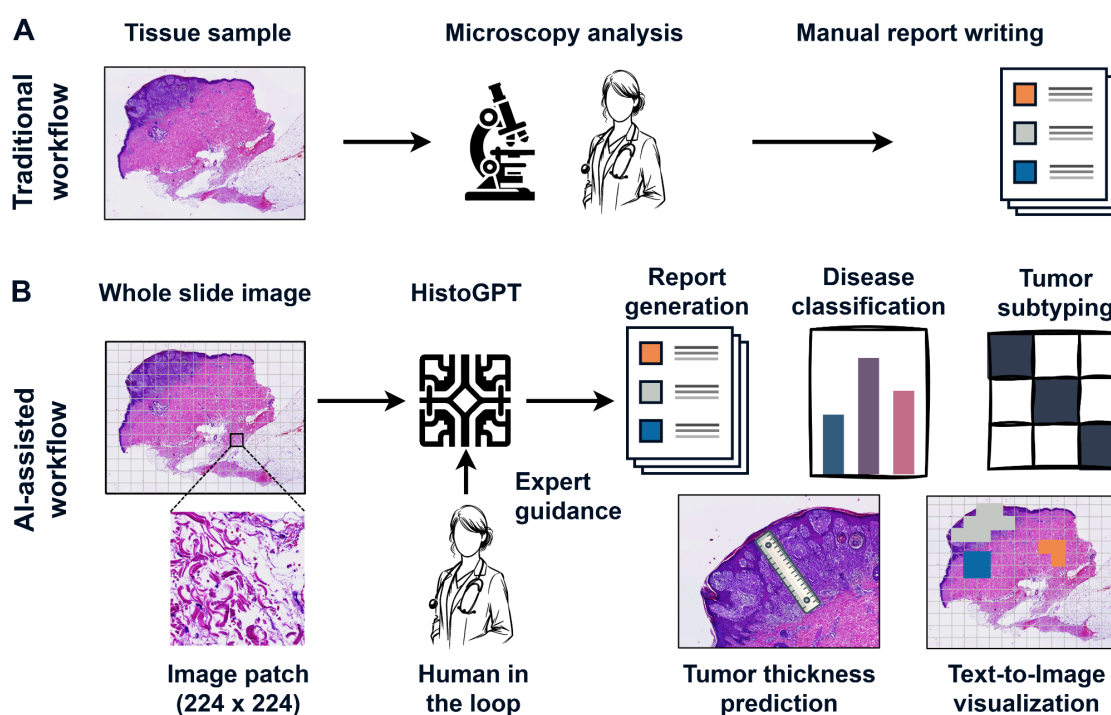 A
Tissue sample
Microscopy analysis
Manual report writing
Traditional
workflow
B
Whole slide image
HistoGPT
Report
generation
Disease
classification
Tumor
subtyping
AI-assisted
workflow
Expert
guidance
Image patch
(224 x 224)
Human in
the loop
Tumor thickness
prediction
Text-to-Image
visualization